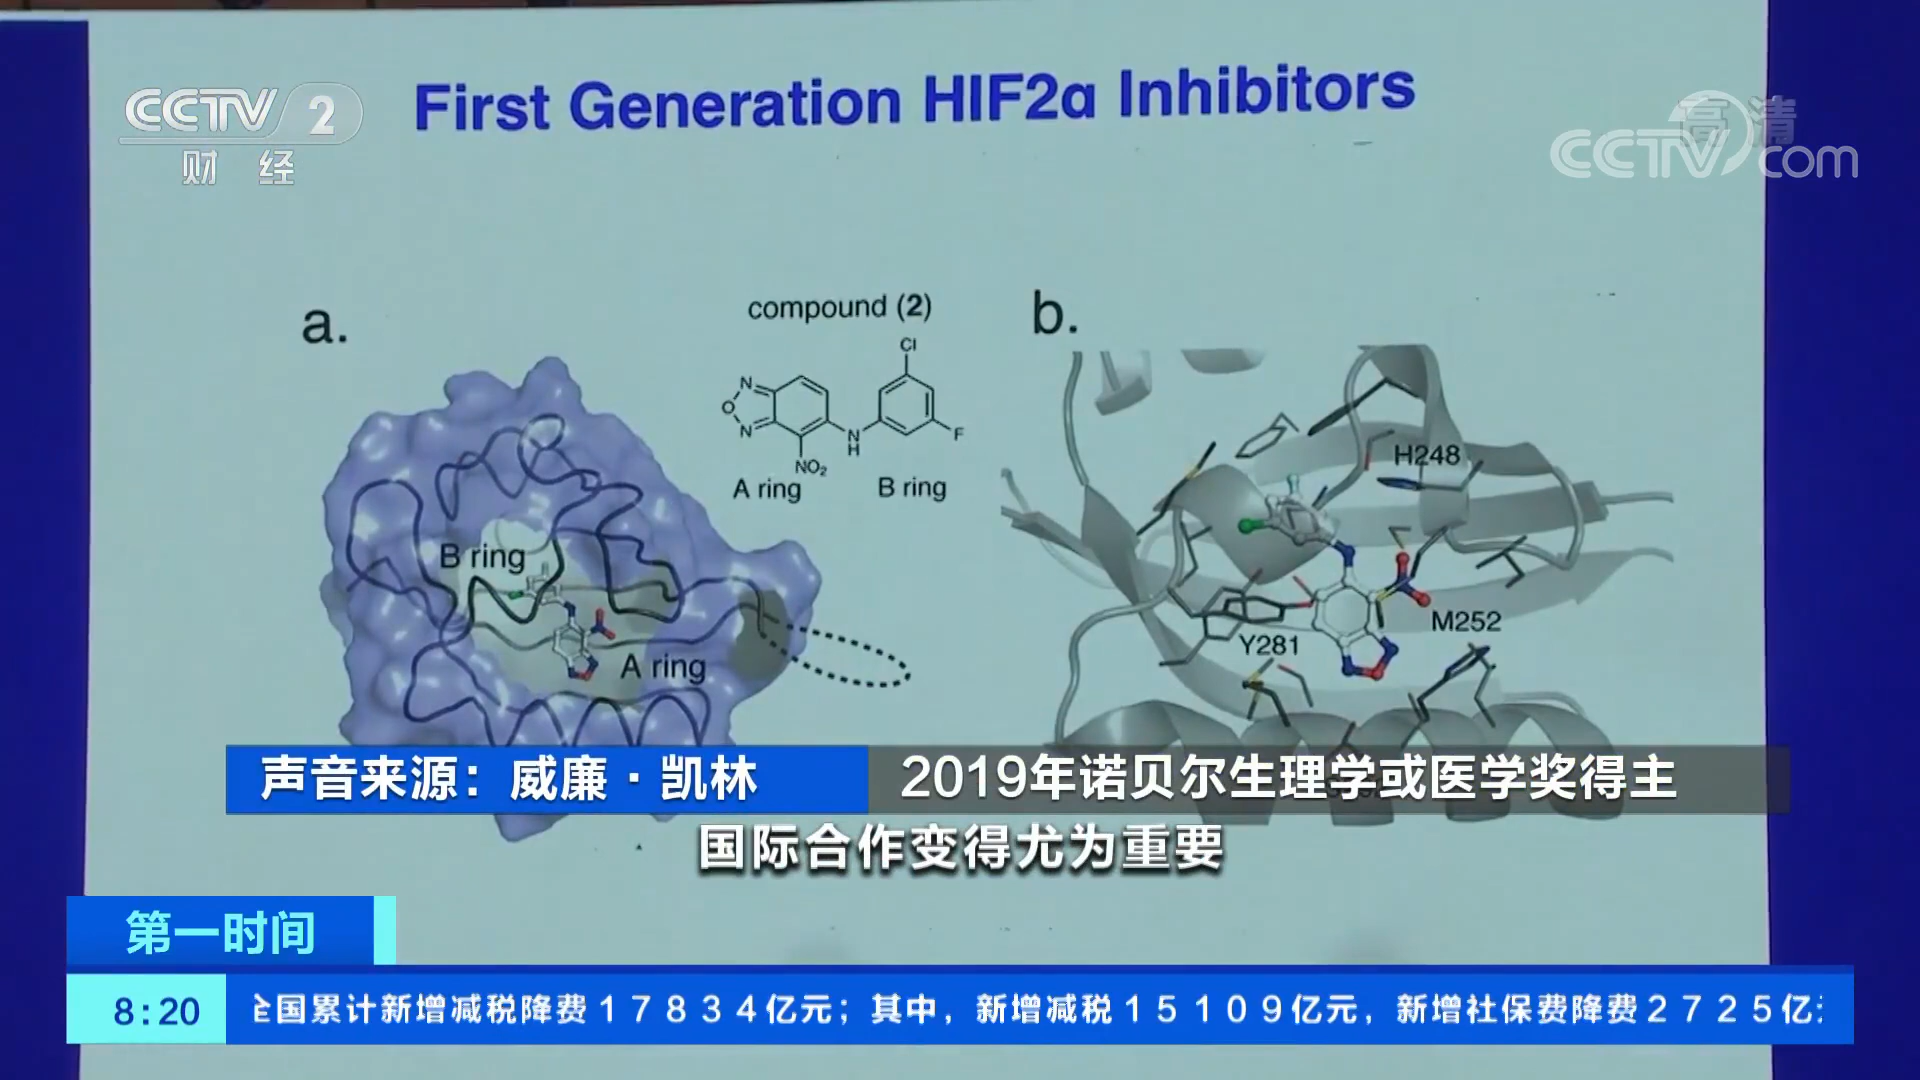 CCTV 2
财 经
高清
CCTV.com
First Generation HIF2α Inhibitors
a.
compound (2)
Cl
N
O
N
N
H
F
NO₂
A ring
B ring
B ring
A ring
b.
H248
M252
Y281
声音来源：威廉·凯林
2019年诺贝尔生理学或医学奖得主
国际合作变得尤为重要
第一时间
8:20
全国累计新增减税降费17834亿元；其中，新增减税15109亿元，新增社保费降费2725亿